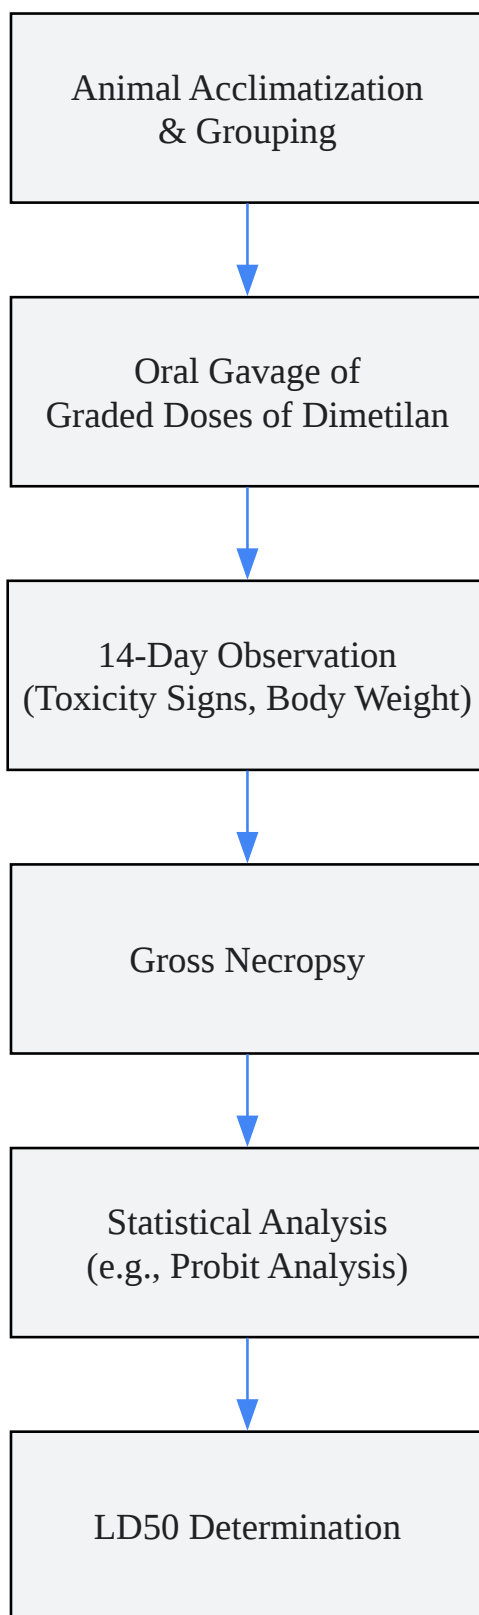 Animal Acclimatization
& Grouping
Oral Gavage of
Graded Doses of Dimetilan
14-Day Observation
(Toxicity Signs, Body Weight)
Gross Necropsy
Statistical Analysis
(e.g., Probit Analysis)
LD50 Determination